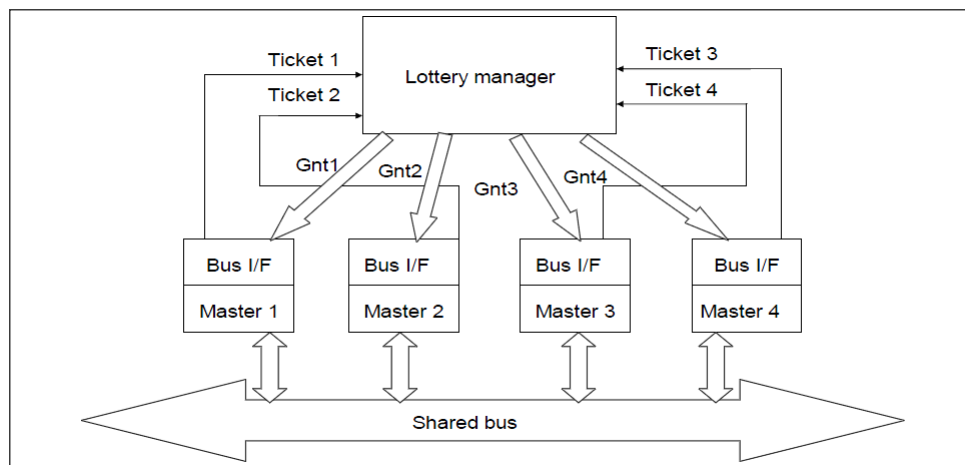 Ticket 1
Lottery manager
Ticket 3
Ticket 2
Ticket 4
Gnt1
Gnt2
Gnt3
Gnt4
Bus I/F
Bus I/F
Bus I/F
Bus I/F
Master 1
Master 2
Master 3
Master 4
Shared bus